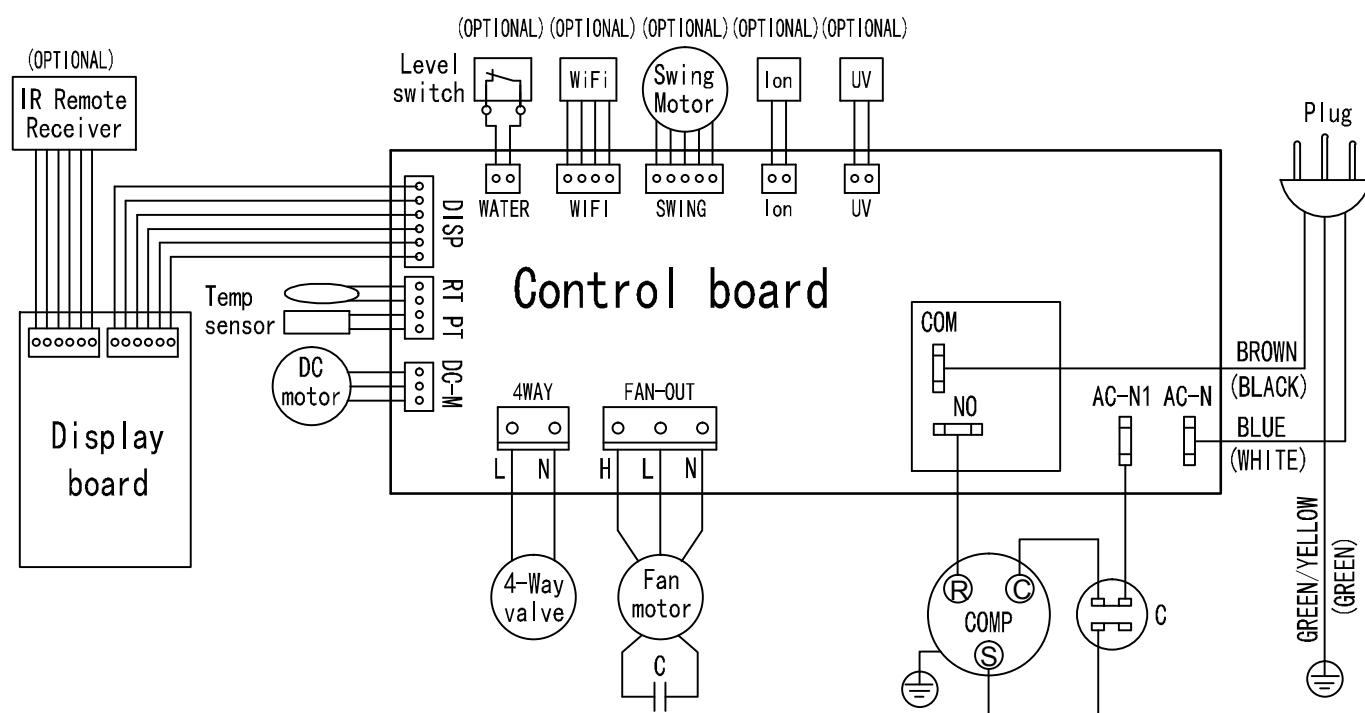 (OPTIONAL)
IR Remote
Receiver
Level
switch
(OPTIONAL) (OPTIONAL) (OPTIONAL) (OPTIONAL) (OPTIONAL)
WiFi
Swing
Motor
Ion
UV
Plug
WATER
WIFI
SWING
Ion
UV
DISP
Control board
Temp
sensor
RT
PT
DC
motor
DC-M
Display
board
4WAY
L
N
FAN-OUT
H
L
N
COM
NO
AC-N1
AC-N
BROWN
(BLACK)
BLUE
(WHITE)
GREEN/YELLOW
(GREEN)
4-Way
valve
Fan
motor
C
R
C
COMP
S
C